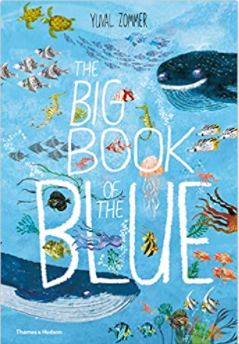 YUVAL ZOMMER
THE
BIG
BOOK
OF THE
BLUE
Thames & Hudson